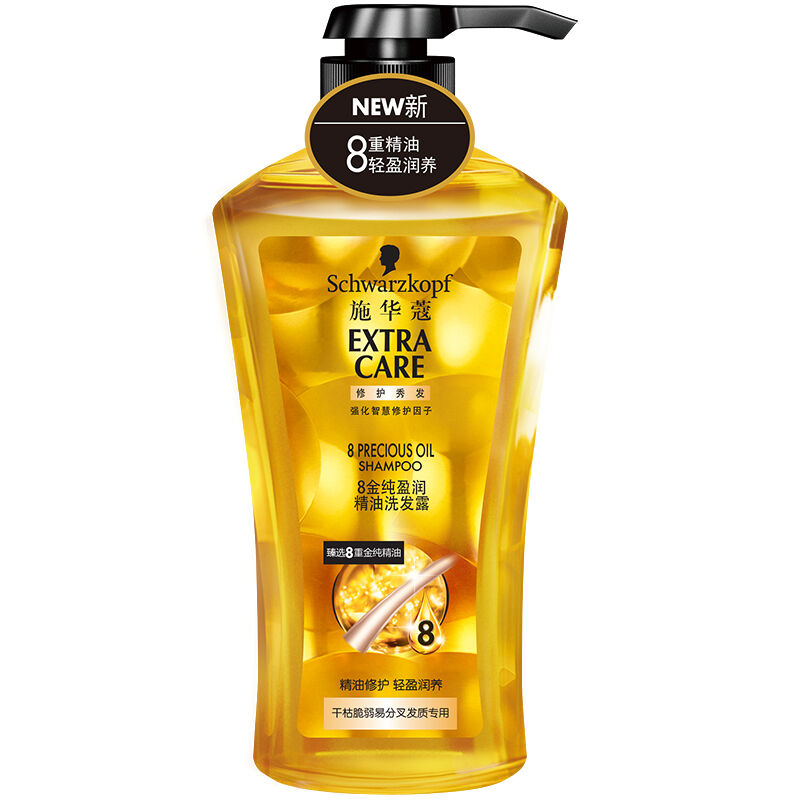 NEW新
8重精油
轻盈润养
Schwarzkopf
施华蔻
EXTRA
CARE
修护秀发
强化智慧修护因子
8 PRECIOUS OIL
SHAMPOO
8金纯盈润
精油洗发露
臻选8重金纯精油
8
精油修护 轻盈润养
干枯脆弱易分叉发质专用